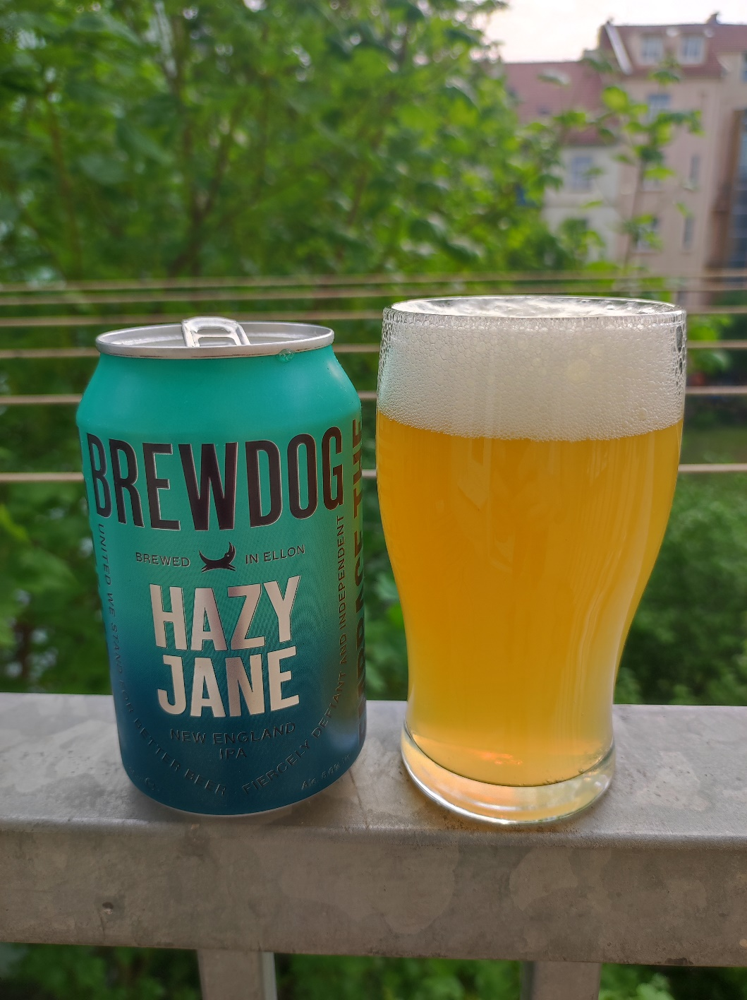 BREWDOG
BREWED IN ELLON
HAZY
JANE
NEW ENGLAND
IPA
UNITED WE STAND FOR BETTER BEER
FIERCELY DEFIANT AND INDEPENDENT
THE